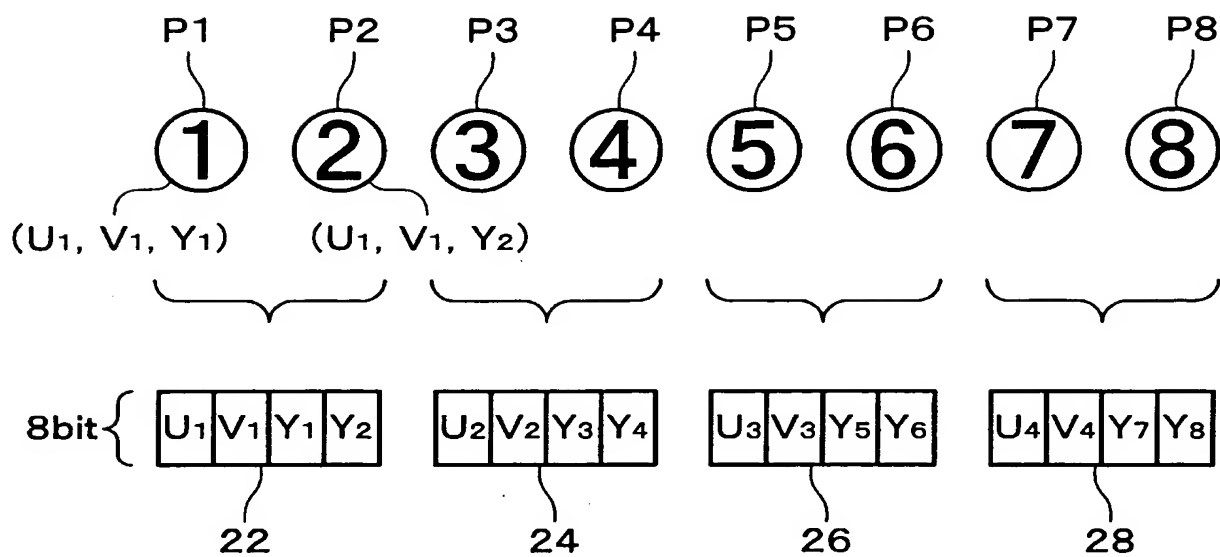 P1 P2 P3 P4 P5 P6 P7 P8
1 2 3 4 5 6 7 8
(U1, V1, Y1) (U1, V1, Y2)
8bit U1 V1 Y1 Y2 U2 V2 Y3 Y4 U3 V3 Y5 Y6 U4 V4 Y7 Y8
22 24 26 28